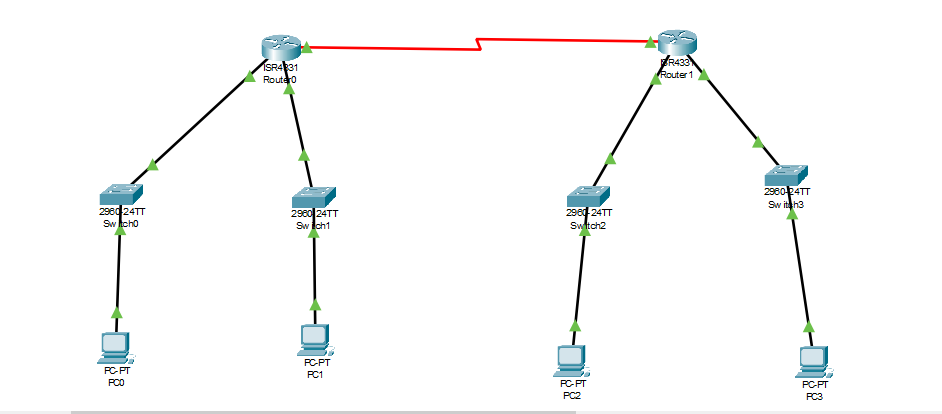 ISR4331
Router0
ISR4331
Router1
2960-24TT
Switch0
2960-24TT
Switch1
2960-24TT
Switch2
2960-24TT
Switch3
PC-PT
PC0
PC-PT
PC1
PC-PT
PC2
PC-PT
PC3